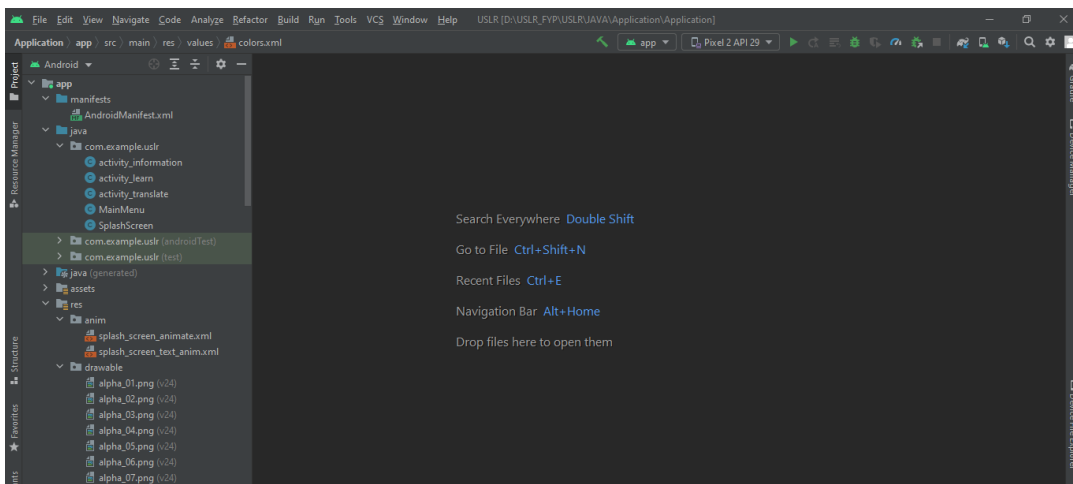 File Edit View Navigate Code Analyze Refactor Build Run Tools VCS Window Help USLR [D:\USLR_FYP\USLR\JAVA\Application\Application]
Application app src main res values colors.xml app Pixel 2 API 29
Project
Android
app
manifests
AndroidManifest.xml
java
com.example.uslr
activity_information
activity_learn
activity_translate
MainMenu
SplashScreen
com.example.uslr (androidTest)
com.example.uslr (test)
java (generated)
assets
res
anim
splash_screen_animate.xml
splash_screen_text_anim.xml
drawable
alpha_01.png (v24)
alpha_02.png (v24)
alpha_03.png (v24)
alpha_04.png (v24)
alpha_05.png (v24)
alpha_06.png (v24)
alpha_07.png (v24)
Resource Manager
Structure
Favorites
Search Everywhere Double Shift
Go to File Ctrl+Shift+N
Recent Files Ctrl+E
Navigation Bar Alt+Home
Drop files here to open them